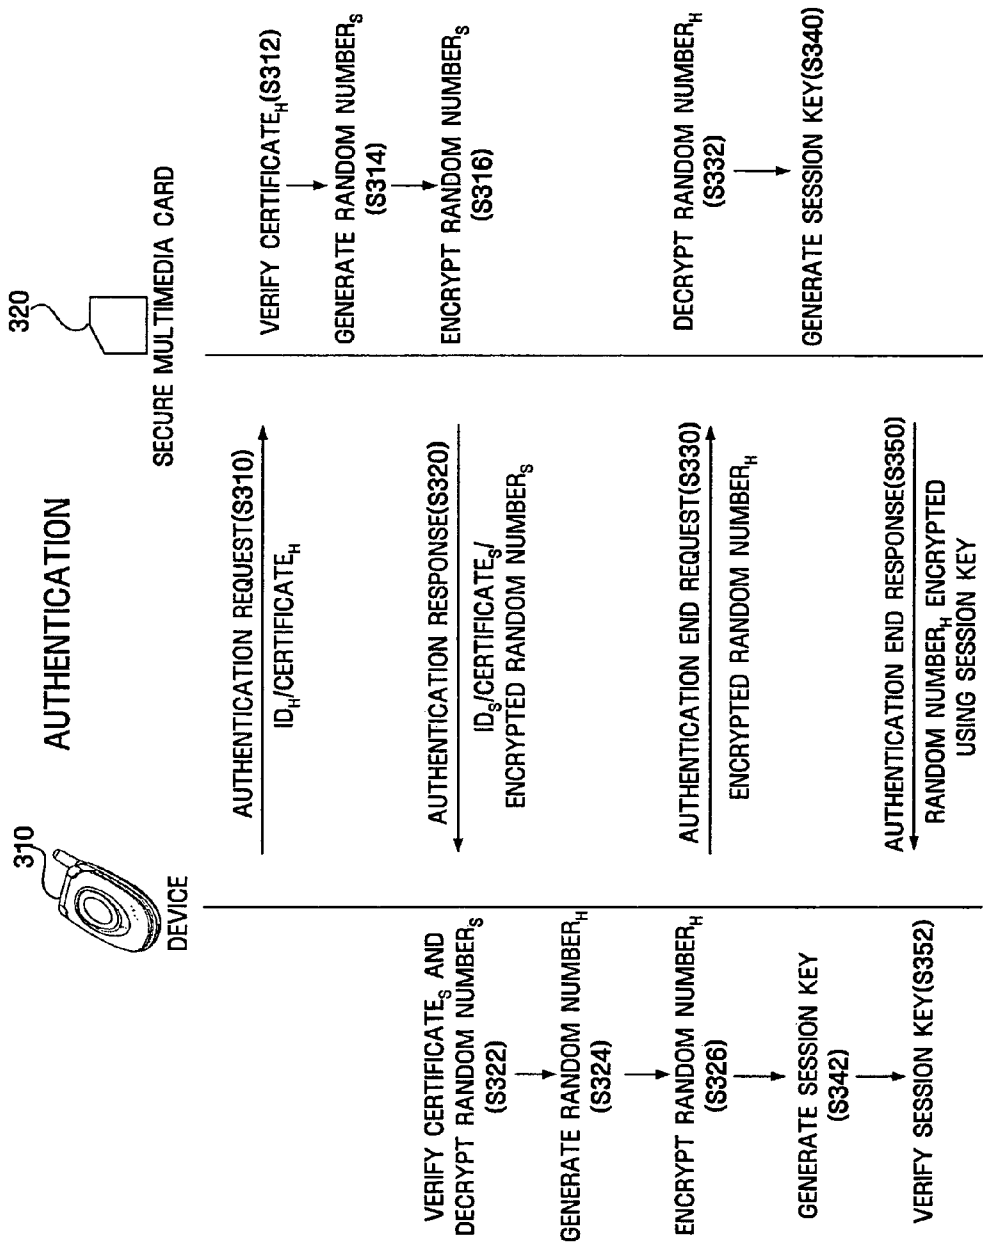 AUTHENTICATION
310
DEVICE
320
SECURE MULTIMEDIA CARD
AUTHENTICATION REQUEST(S310)
ID_H/CERTIFICATE_H
VERIFY CERTIFICATE_H(S312)
GENERATE RANDOM NUMBER_S
(S314)
ENCRYPT RANDOM NUMBER_S
(S316)
AUTHENTICATION RESPONSE(S320)
ID_S/CERTIFICATE_S/
ENCRYPTED RANDOM NUMBER_S
VERIFY CERTIFICATE_S AND
DECRYPT RANDOM NUMBER_S
(S322)
GENERATE RANDOM NUMBER_H
(S324)
ENCRYPT RANDOM NUMBER_H
(S326)
AUTHENTICATION END REQUEST(S330)
ENCRYPTED RANDOM NUMBER_H
DECRYPT RANDOM NUMBER_H
(S332)
GENERATE SESSION KEY
(S342)
GENERATE SESSION KEY(S340)
AUTHENTICATION END RESPONSE(S350)
RANDOM NUMBER_H ENCRYPTED
USING SESSION KEY
VERIFY SESSION KEY(S352)